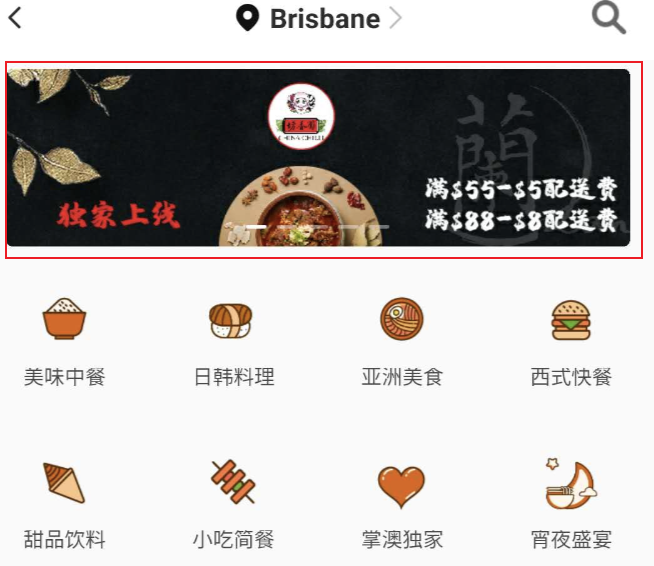 Brisbane
独家上线
满$55-$5配送费
满$88-$8配送费
美味中餐
日韩料理
亚洲美食
西式快餐
甜品饮料
小吃简餐
掌澳独家
宵夜盛宴